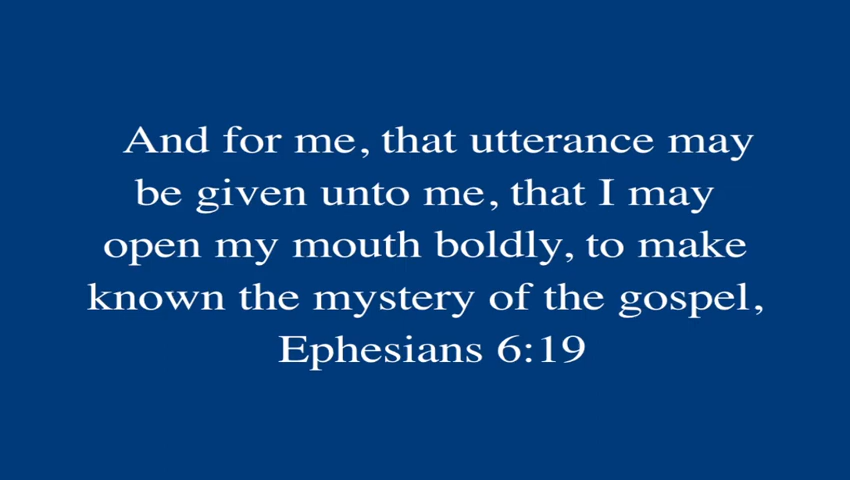 And for me, that utterance may
be given unto me, that I may
open my mouth boldly, to make
known the mystery of the gospel,
Ephesians 6:19